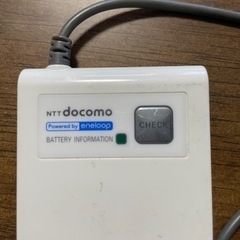 NTT docomo
Powered by eneloop
CHECK
BATTERY INFORMATION